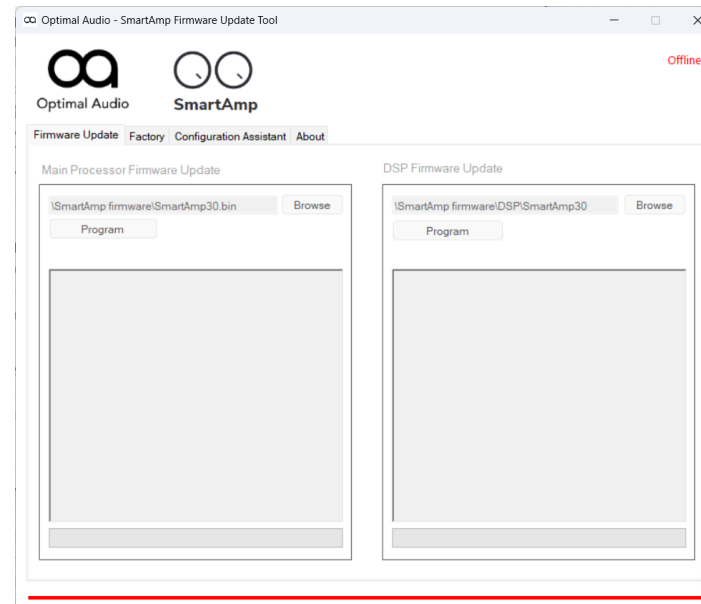 Optimal Audio - SmartAmp Firmware Update Tool
Offline
Optimal Audio
SmartAmp
Firmware Update Factory Configuration Assistant About
Main Processor Firmware Update
\SmartAmp firmware\SmartAmp30.bin Browse
Program
DSP Firmware Update
\SmartAmp firmware\DSP\SmartAmp30 Browse
Program